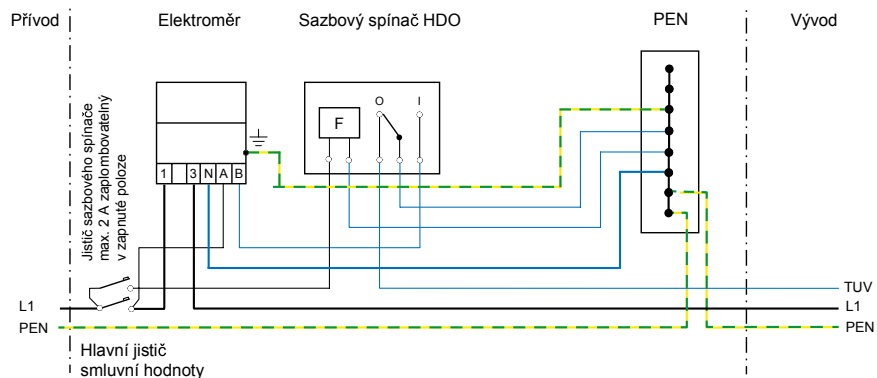 Přívod
Elektroměr
Sazbový spínač HDO
PEN
Vývod
Jistič sazbového spínače
max. 2 A zaplombovatelný
v zapnuté poloze
F
O
I
1
3
N
A
B
TUV
L1
L1
PEN
PEN
Hlavní jistič
smluvní hodnoty